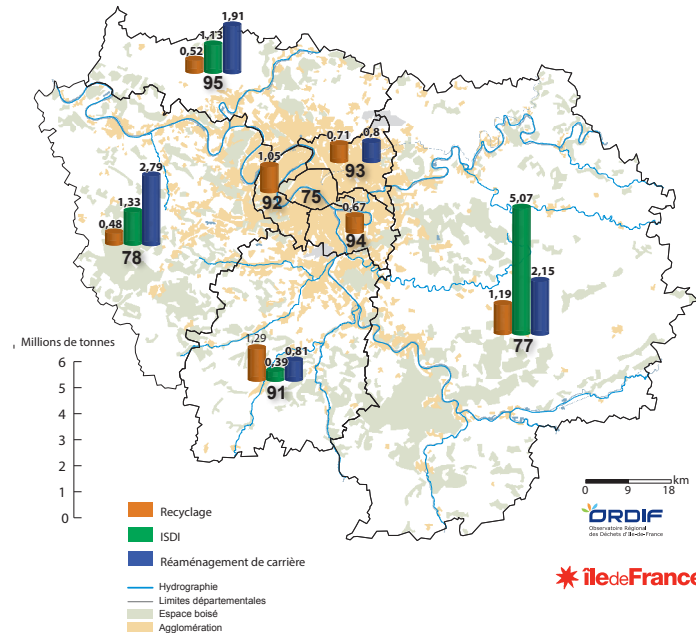 1,91
1,13
0,52
95
0,71
0,8
93
1,05
92
75
0,67
94
2,79
1,33
0,48
78
5,07
2,15
1,19
77
1,29
0,39
0,81
91
Millions de tonnes
6
5
4
3
2
1
0
km
0 9 18
ORDIF
Observatoire Régional
des Déchets d'Ile-de-France
Recyclage
ISDI
Réaménagement de carrière
îledeFrance
Hydrographie
Limites départementales
Espace boisé
Agglomération